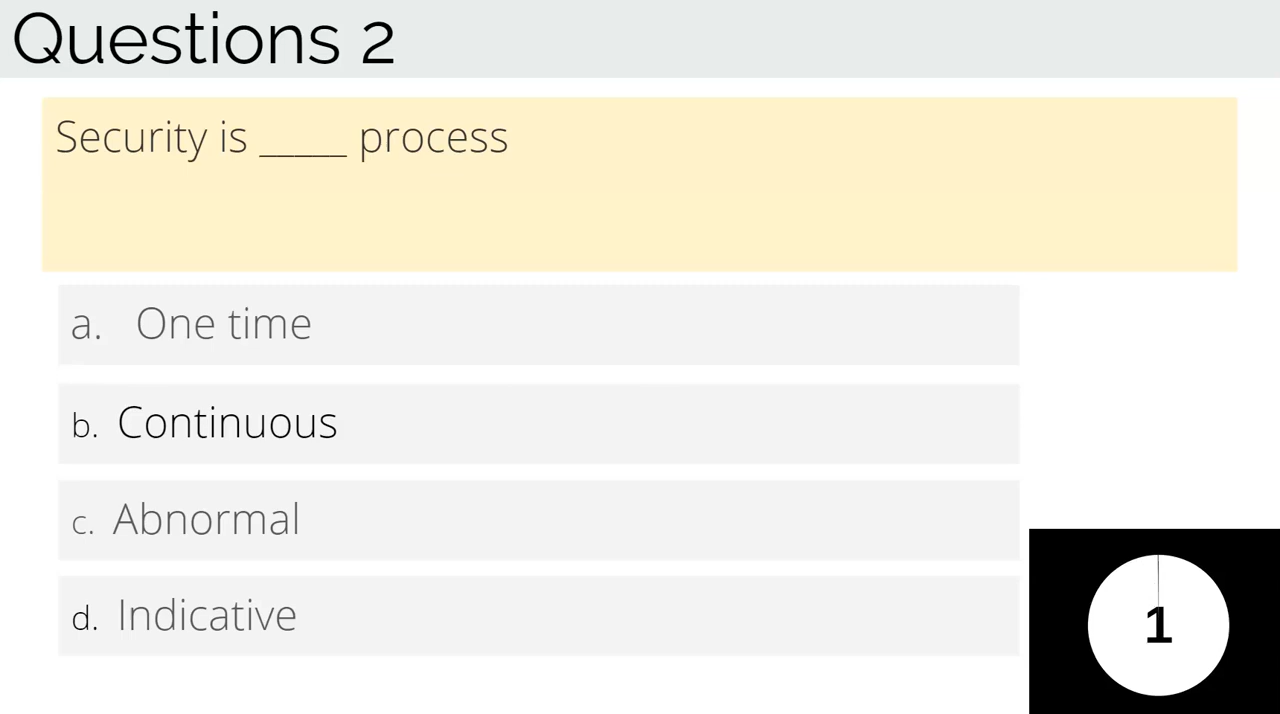 Questions 2
Security is _____ process
a. One time
b. Continuous
c. Abnormal
d. Indicative
1